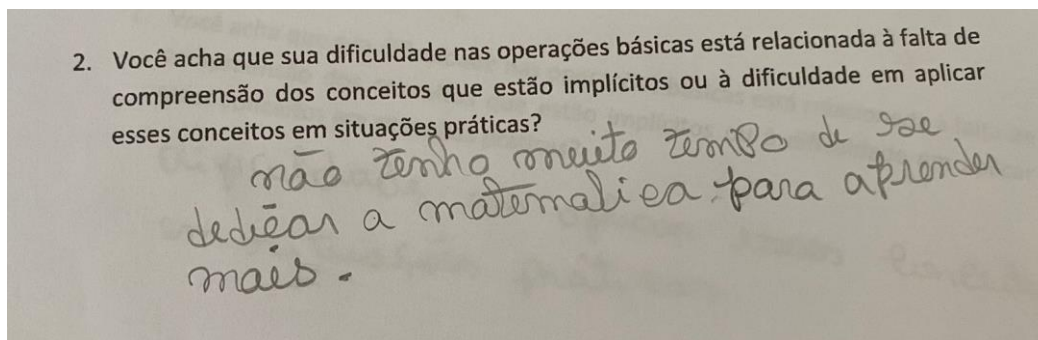 2. Você acha que sua dificuldade nas operações básicas está relacionada à falta de
compreensão dos conceitos que estão implícitos ou à dificuldade em aplicar
esses conceitos em situações práticas?
não tenho muito tempo de se
dedicar a matematica para aprender
mais.